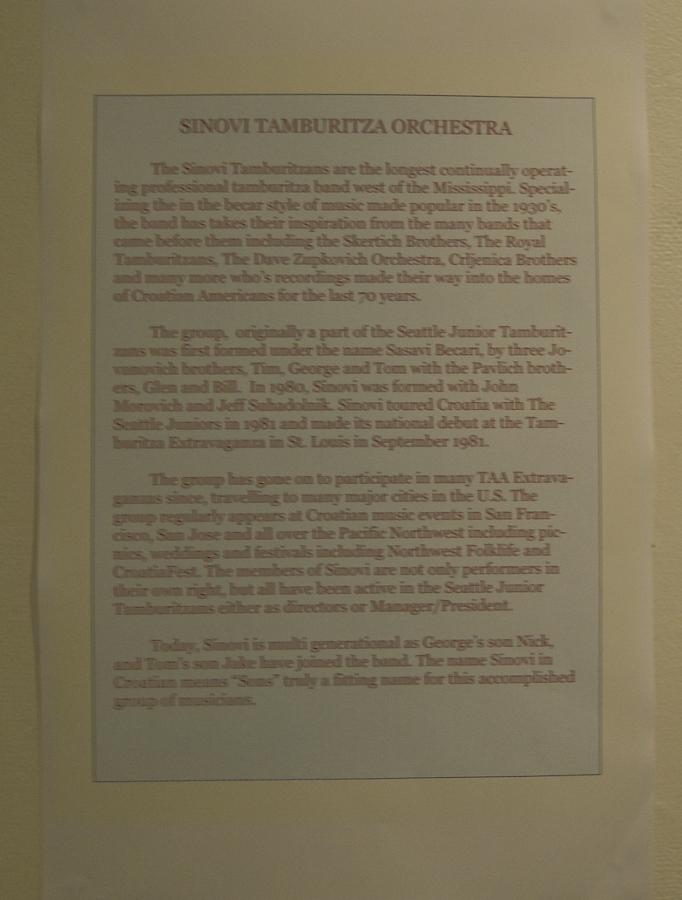 SINOVI TAMBURITZA ORCHESTRA
The Sinovi Tamburitzans are the longest continually operat-
ing professional tamburitza band west of the Mississippi. Special-
izing the in the becar style of music made popular in the 1930's,
the band has takes their inspiration from the many bands that
came before them including the Skertich Brothers, The Royal
Tamburitzans, The Dave Zupkovich Orchestra, Crljenica Brothers
and many more who's recordings made their way into the homes
of Croatian Americans for the last 70 years.
The group, originally a part of the Seattle Junior Tamburit-
zans was first formed under the name Sasavi Becari, by three Jo-
vanovich brothers, Tim, George and Tom with the Pavlich broth-
ers, Glen and Bill. In 1980, Sinovi was formed with John
Morovich and Jeff Suhadolnik. Sinovi toured Croatia with The
Seattle Juniors in 1981 and made its national debut at the Tam-
buritza Extravaganza in St. Louis in September 1981.
The group has gone on to participate in many TAA Extrava-
ganzas since, travelling to many major cities in the U.S. The
group regularly appears at Croatian music events in San Fran-
cisco, San Jose and all over the Pacific Northwest including pic-
nics, weddings and festivals including Northwest Folklife and
CroatiaFest. The members of Sinovi are not only performers in
their own right, but all have been active in the Seattle Junior
Tamburitzans either as directors or Manager/President.
Today, Sinovi is multi generational as George's son Nick,
and Tom's son Jake have joined the band. The name Sinovi in
Croatian means "Sons" truly a fitting name for this accomplished
group of musicians.